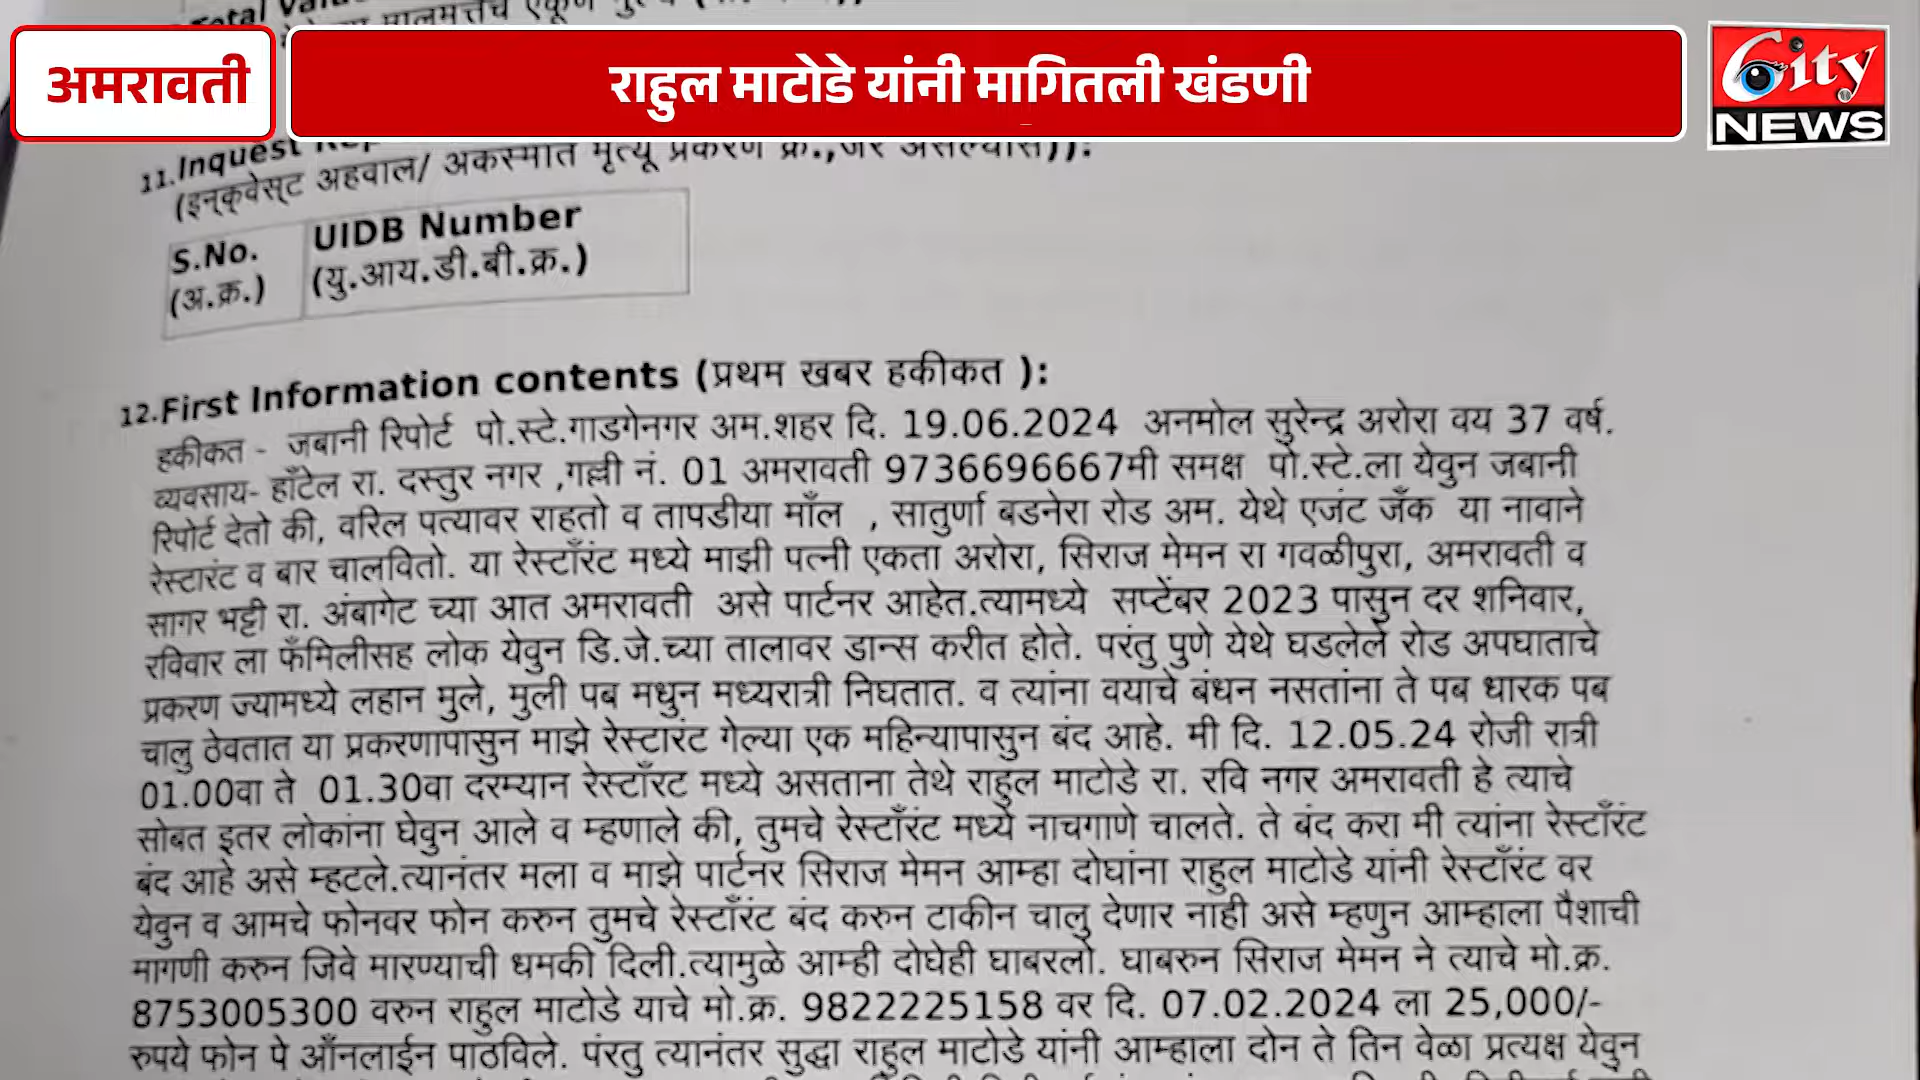 Total Valu
मालमत्तेचे एकूण मुल्य
अमरावती
राहुल माटोडे यांनी मागितली खंडणी
City
NEWS
11.Inquest Rep
(इन्क्वेस्ट अहवाल/ अकस्मात मृत्यू प्रकरण क्र.,जर असल्यास)):
S.No. UIDB Number
(अ.क्र.) (यु.आय.डी.बी.क्र.)
12.First Information contents (प्रथम खबर हकीकत ):
हकीकत - जबानी रिपोर्ट पो.स्टे.गाडगेनगर अम.शहर दि. 19.06.2024 अनमोल सुरेन्द्र अरोरा वय 37 वर्ष.
व्यवसाय- हॉटेल रा. दस्तुर नगर ,गल्ली नं. 01 अमरावती 9736696667मी समक्ष पो.स्टे.ला येवुन जबानी
रिपोर्ट देतो की, वरिल पत्यावर राहतो व तापडीया मॉल , सातुर्णा बडनेरा रोड अम. येथे एजंट जॅंक या नावाने
रेस्टारंट व बार चालवितो. या रेस्टॉरंट मध्ये माझी पत्नी एकता अरोरा, सिराज मेमन रा गवळीपुरा, अमरावती व
सागर भट्टी रा. अंबागेट च्या आत अमरावती असे पार्टनर आहेत.त्यामध्ये सप्टेंबर 2023 पासुन दर शनिवार,
रविवार ला फॅमिलीसह लोक येवुन डि.जे.च्या तालावर डान्स करीत होते. परंतु पुणे येथे घडलेले रोड अपघाताचे
प्रकरण ज्यामध्ये लहान मुले, मुली पब मधुन मध्यरात्री निघतात. व त्यांना वयाचे बंधन नसतांना ते पब धारक पब
चालु ठेवतात या प्रकरणापासुन माझे रेस्टारंट गेल्या एक महिन्यापासुन बंद आहे. मी दि. 12.05.24 रोजी रात्री
01.00वा ते 01.30वा दरम्यान रेस्टॉरट मध्ये असताना तेथे राहुल माटोडे रा. रवि नगर अमरावती हे त्याचे
सोबत इतर लोकांना घेवुन आले व म्हणाले की, तुमचे रेस्टॉरंट मध्ये नाचगाणे चालते. ते बंद करा मी त्यांना रेस्टॉरंट
बंद आहे असे म्हटले.त्यानंतर मला व माझे पार्टनर सिराज मेमन आम्हा दोघांना राहुल माटोडे यांनी रेस्टॉरंट वर
येवुन व आमचे फोनवर फोन करुन तुमचे रेस्टॉरंट बंद करुन टाकीन चालु देणार नाही असे म्हणुन आम्हाला पैशाची
मागणी करुन जिवे मारण्याची धमकी दिली.त्यामुळे आम्ही दोघेही घाबरलो. घाबरुन सिराज मेमन ने त्याचे मो.क्र.
8753005300 वरुन राहुल माटोडे याचे मो.क्र. 9822225158 वर दि. 07.02.2024 ला 25,000/-
रुपये फोन पे ऑनलाईन पाठविले. परंतु त्यानंतर सुद्धा राहुल माटोडे यांनी आम्हाला दोन ते तिन वेळा प्रत्यक्ष येवुन